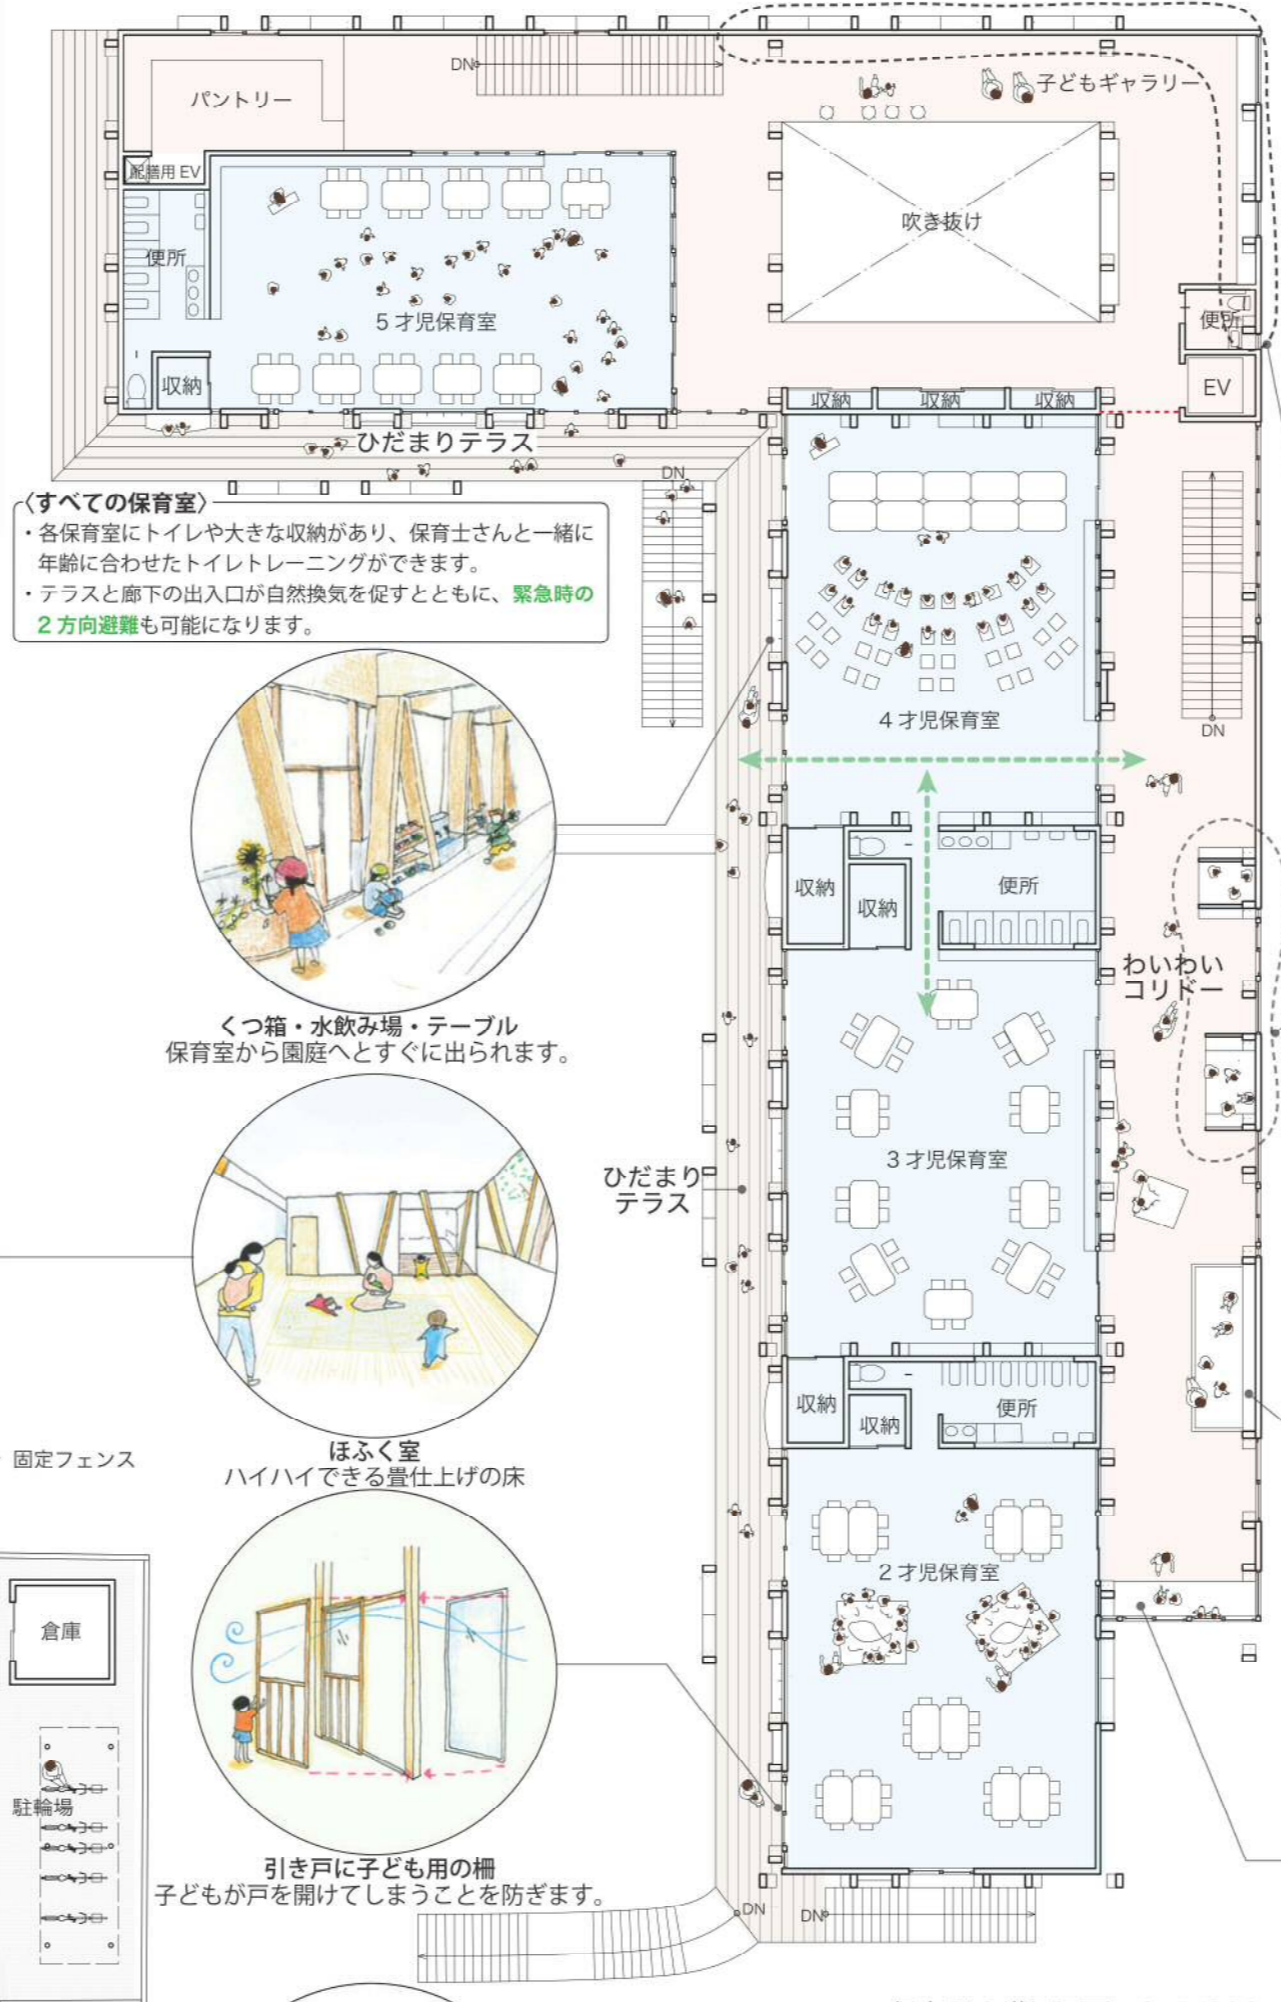 DN
パントリー
子どもギャラリー
配膳用 EV
吹き抜け
便所
5 才児保育室
便所
収納
EV
収納
収納
収納
ひだまりテラス
DN
〈すべての保育室〉
・各保育室にトイレや大きな収納があり、保育士さんと一緒に
年齢に合わせたトイレトレーニングができます。
・テラスと廊下の出入口が自然換気を促すとともに、緊急時の
2 方向避難も可能になります。
4 才児保育室
DN
収納
収納
便所
わいわい
コリドー
くつ箱・水飲み場・テーブル
保育室から園庭へとすぐに出られます。
3 才児保育室
ひだまり
テラス
収納
収納
便所
ほふく室
ハイハイできる畳仕上げの床
固定フェンス
2 才児保育室
倉庫
駐輪場
引き戸に子ども用の柵
子どもが戸を開けてしまうことを防ぎます。
DN
DN